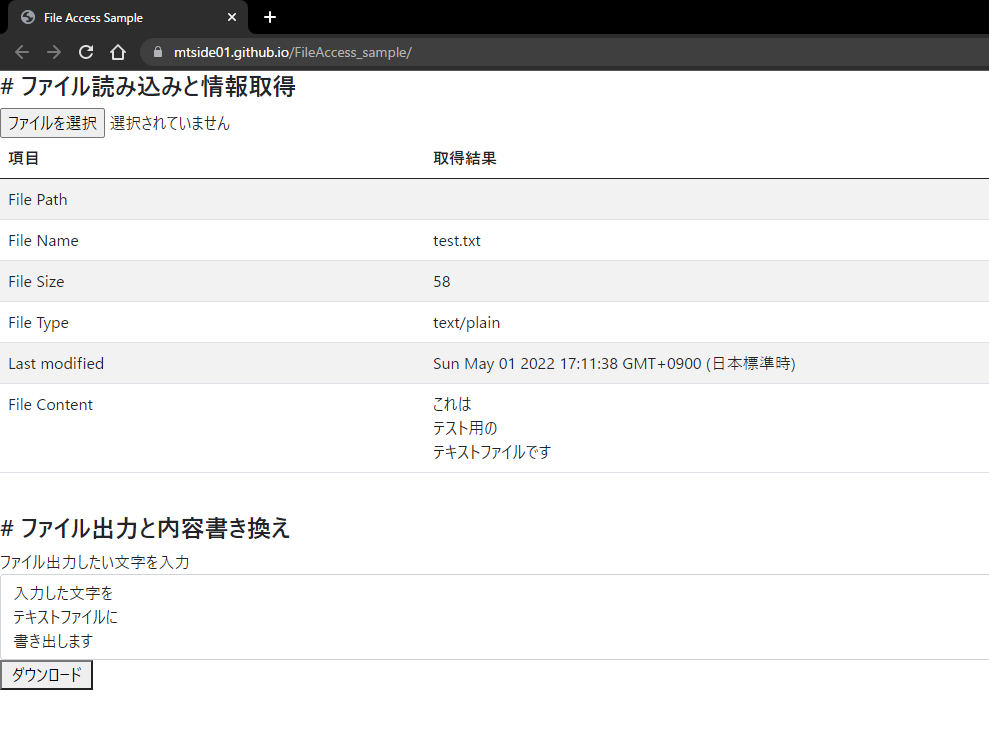 File Access Sample
mtside01.github.io/FileAccess_sample/
# ファイル読み込みと情報取得
ファイルを選択 選択されていません
項目 取得結果
File Path
File Name test.txt
File Size 58
File Type text/plain
Last modified Sun May 01 2022 17:11:38 GMT+0900 (日本標準時)
File Content これは
テスト用の
テキストファイルです
# ファイル出力と内容書き換え
ファイル出力したい文字を入力
入力した文字を
テキストファイルに
書き出します
ダウンロード